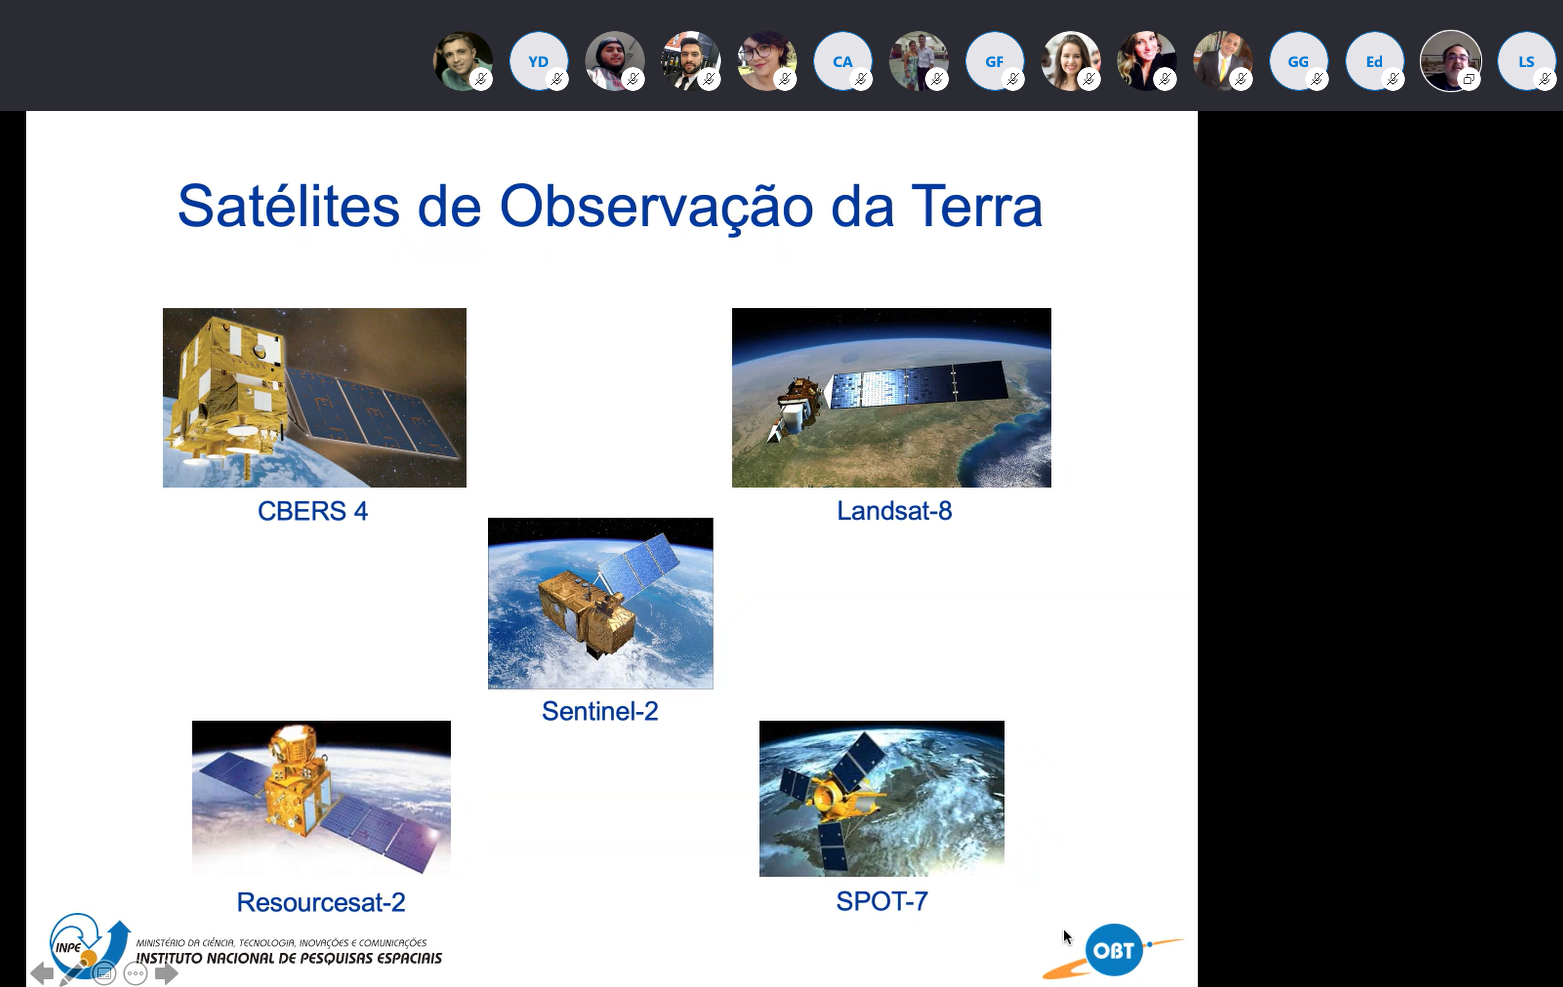 YD
CA
GF
GG
Ed
LS
Satélites de Observação da Terra
CBERS 4
Landsat-8
Sentinel-2
Resourcesat-2
SPOT-7
INPE
MINISTÉRIO DA CIÊNCIA, TECNOLOGIA, INOVAÇÕES E COMUNICAÇÕES
INSTITUTO NACIONAL DE PESQUISAS ESPACIAIS
OBT